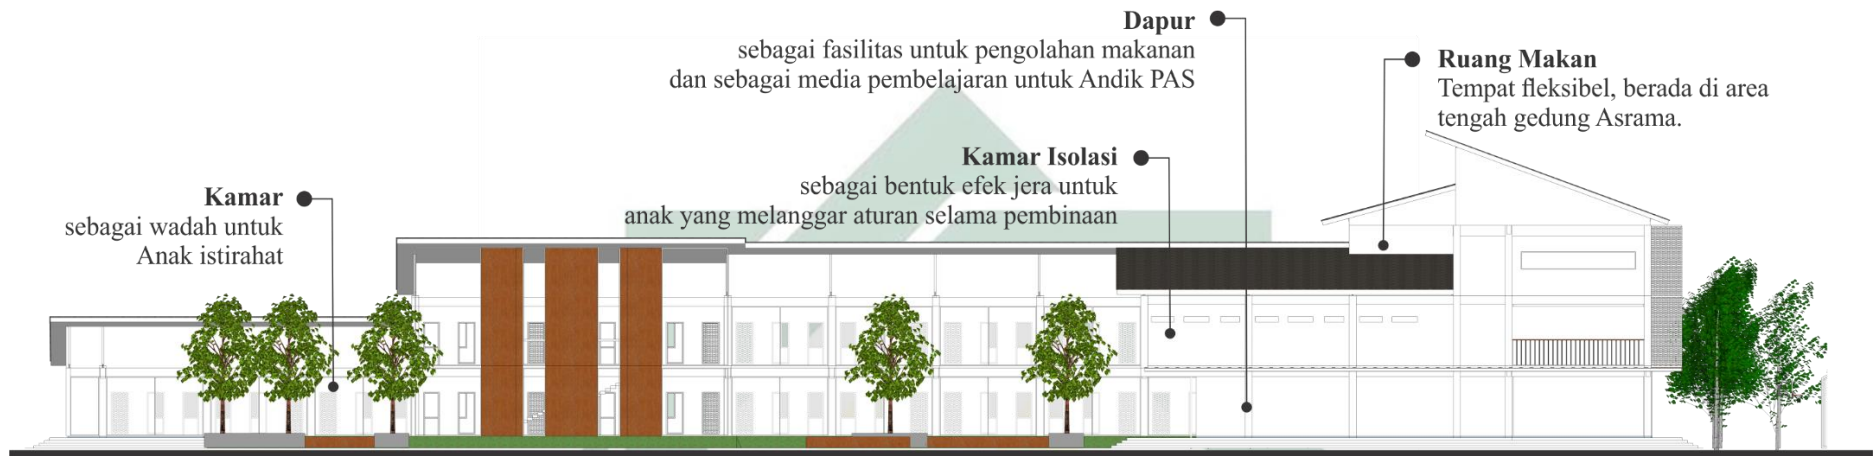 Dapur
sebagai fasilitas untuk pengolahan makanan
dan sebagai media pembelajaran untuk Andik PAS
Ruang Makan
Tempat fleksibel, berada di area
tengah gedung Asrama.
Kamar Isolasi
sebagai bentuk efek jera untuk
anak yang melanggar aturan selama pembinaan
Kamar
sebagai wadah untuk
Anak istirahat